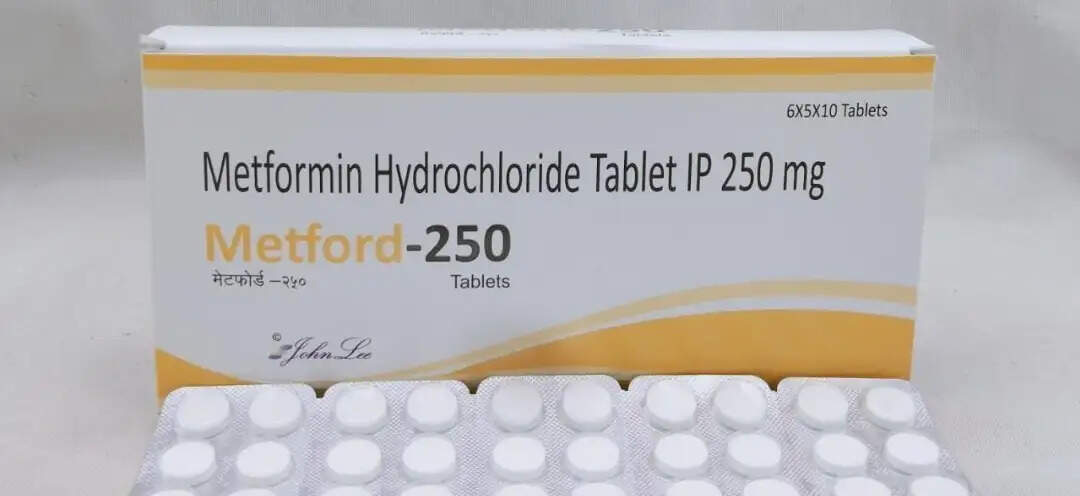 6X5X10 Tablets
Metformin Hydrochloride Tablet IP 250 mg
Metford-250
मेटफोर्ड –२५०
Tablets
© John Lee